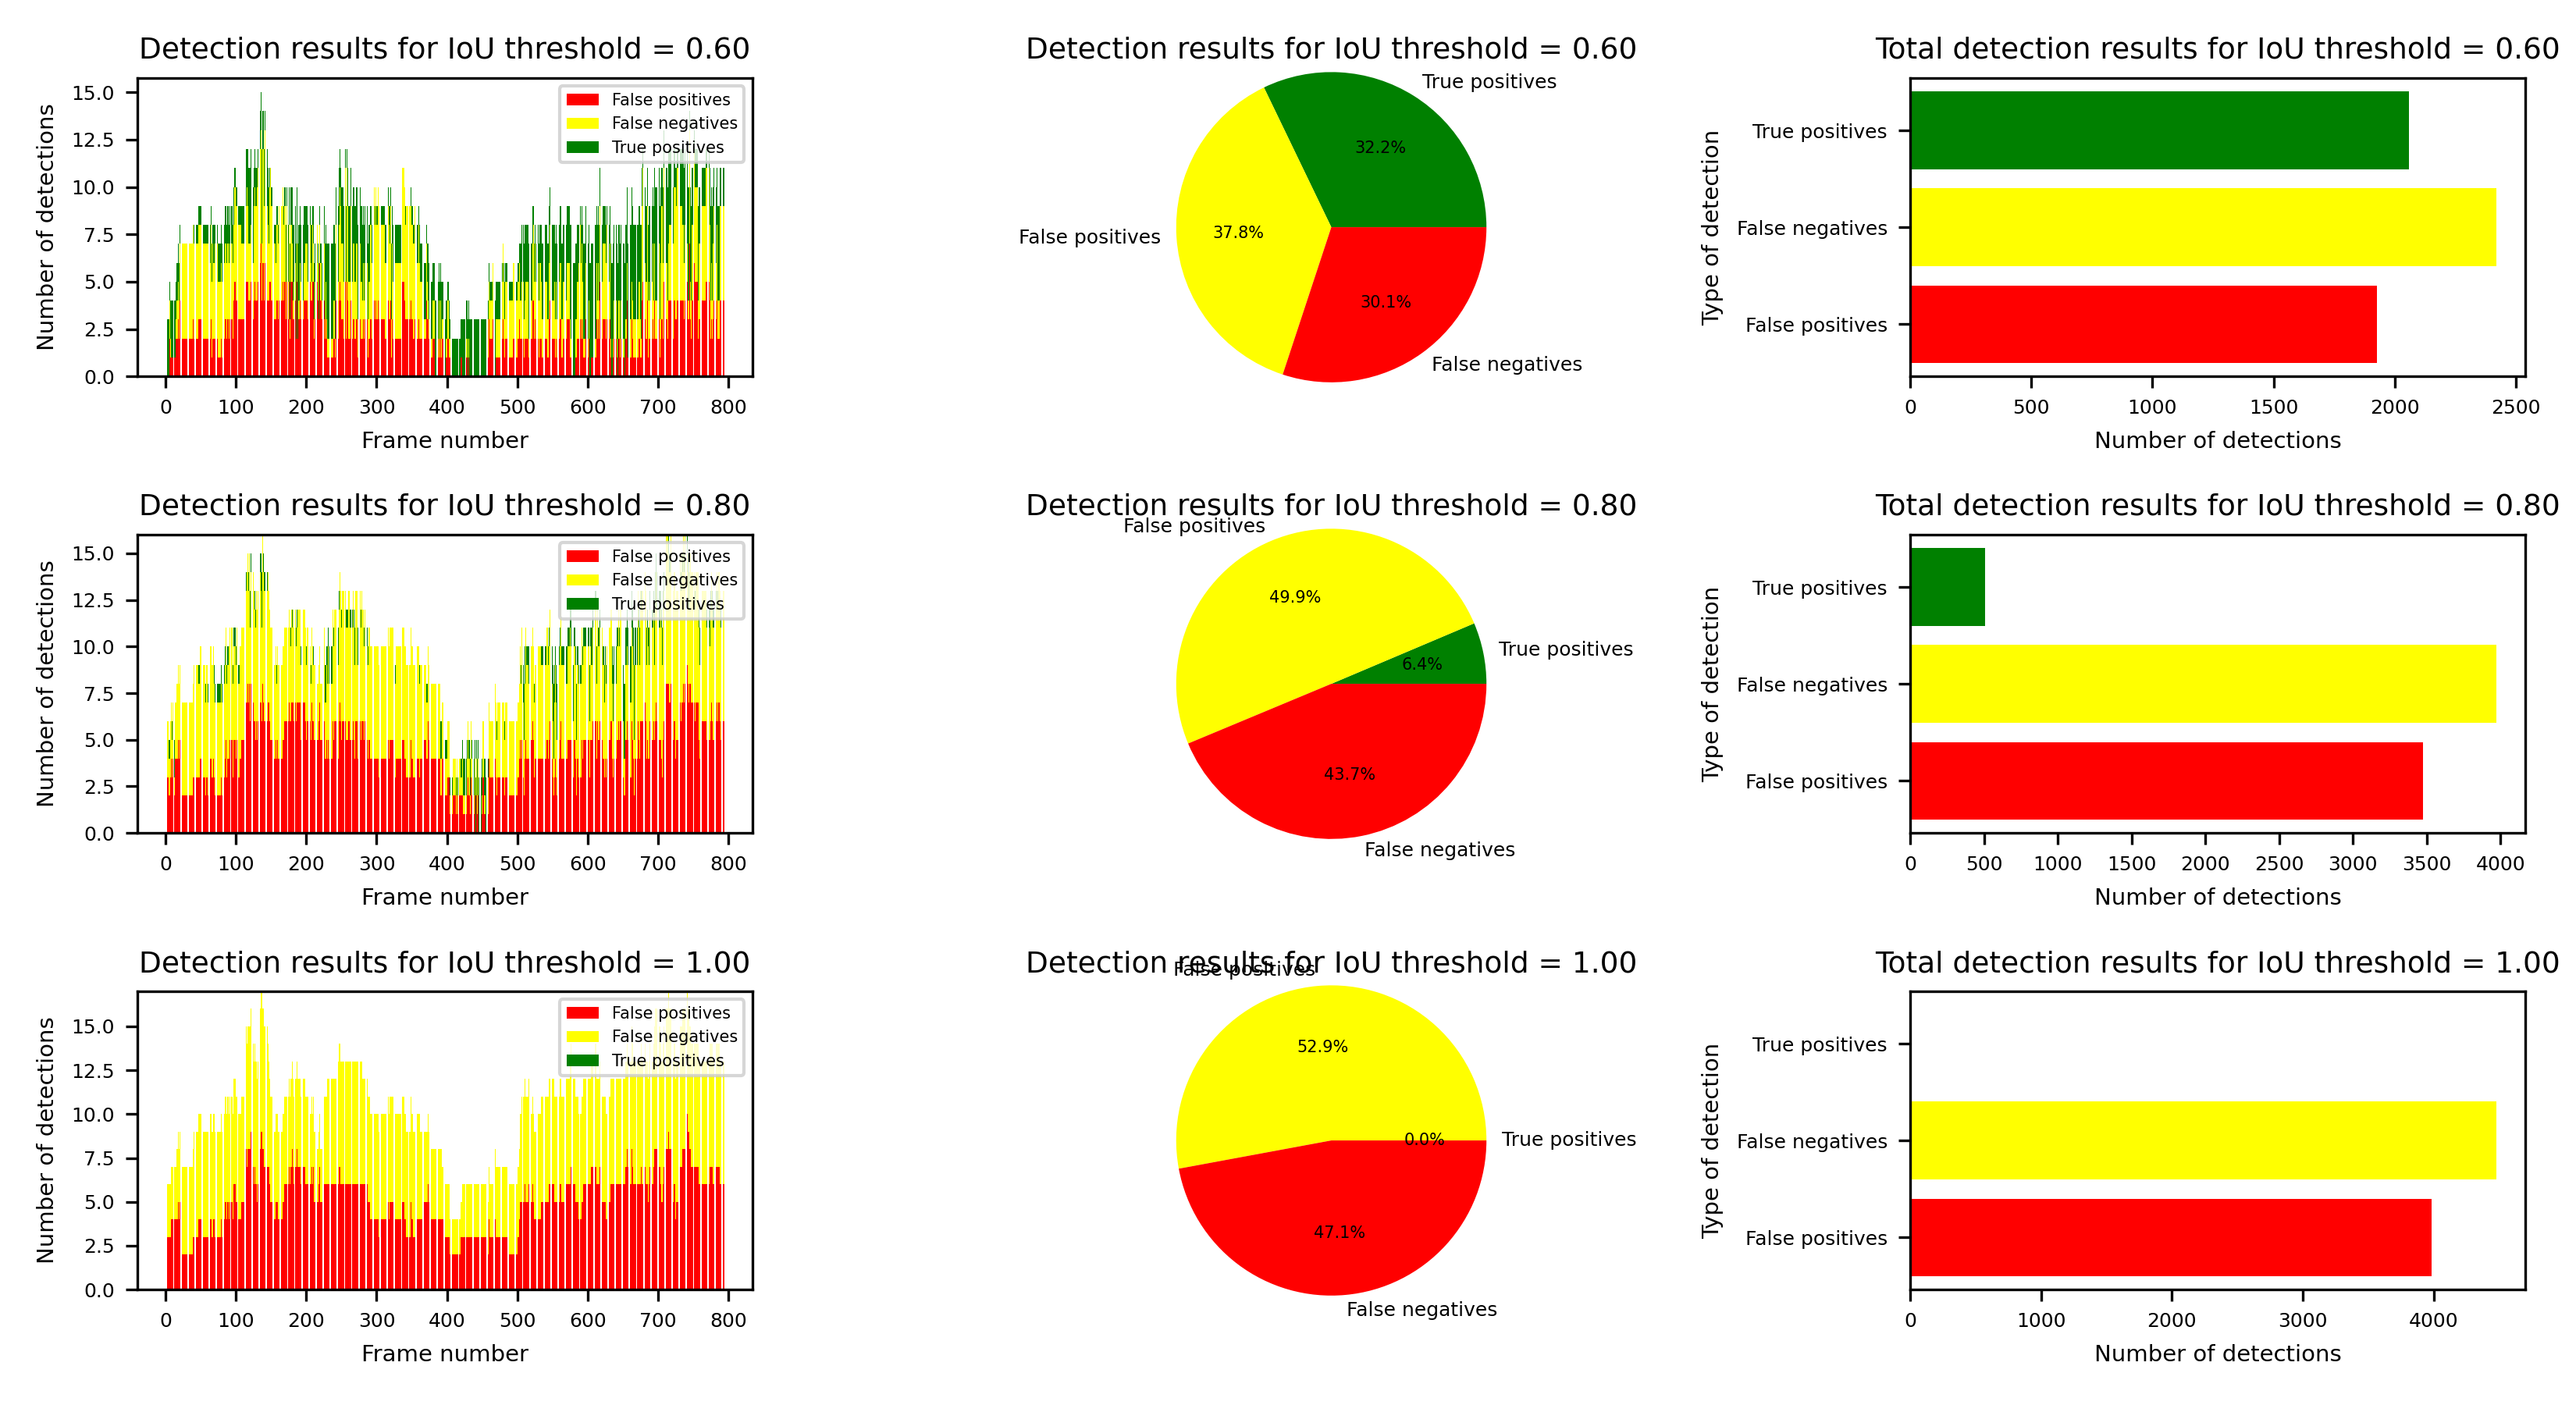 Detection results for IoU threshold = 0.60
Number of detections
15.0
12.5
10.0
7.5
5.0
2.5
0.0
False positives
False negatives
True positives
0 100 200 300 400 500 600 700 800
Frame number
Detection results for IoU threshold = 0.60
True positives
32.2%
False positives
37.8%
30.1%
False negatives
Total detection results for IoU threshold = 0.60
Type of detection
True positives
False negatives
False positives
0 500 1000 1500 2000 2500
Number of detections
Detection results for IoU threshold = 0.80
Number of detections
15.0
12.5
10.0
7.5
5.0
2.5
0.0
False positives
False negatives
True positives
0 100 200 300 400 500 600 700 800
Frame number
Detection results for IoU threshold = 0.80
False positives
49.9%
True positives
6.4%
43.7%
False negatives
Total detection results for IoU threshold = 0.80
Type of detection
True positives
False negatives
False positives
0 500 1000 1500 2000 2500 3000 3500 4000
Number of detections
Detection results for IoU threshold = 1.00
Number of detections
15.0
12.5
10.0
7.5
5.0
2.5
0.0
False positives
False negatives
True positives
0 100 200 300 400 500 600 700 800
Frame number
Detection results for IoU threshold = 1.00
False positives
52.9%
0.0%
True positives
47.1%
False negatives
Total detection results for IoU threshold = 1.00
Type of detection
True positives
False negatives
False positives
0 1000 2000 3000 4000
Number of detections